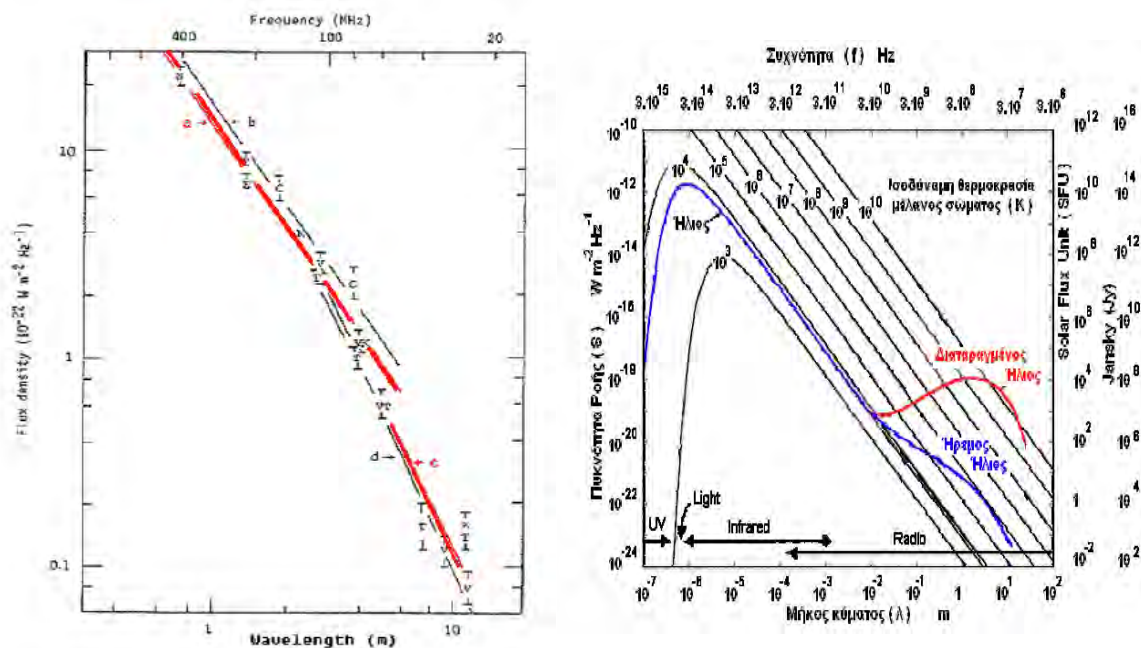 Frequency (MHz)
400
100
20
Flux density (10⁻²² W m⁻² Hz⁻¹)
10
1
0.1
a
b
d
c
1
10
Wavelength (m)
Συχνότητα (f) Hz
3.10¹⁵ 3.10¹⁴ 3.10¹³ 3.10¹² 3.10¹¹ 3.10¹⁰ 3.10⁹ 3.10⁸ 3.10⁷ 3.10⁶
Πυκνότητα Ροής (S) W m⁻² Hz⁻¹
10⁻¹⁰
10⁻¹²
10⁻¹⁴
10⁻¹⁶
10⁻¹⁸
10⁻²⁰
10⁻²²
10⁻²⁴
10⁴ 10⁵ 10⁶ 10⁷ 10⁸ 10⁹ 10¹⁰
Ισοδύναμη θερμοκρασία
μέλανος σώματος (K)
Ήλιος
10³
Διαταραγμένος
Ήλιος
Ήρεμος
Ήλιος
Light
UV
Infrared
Radio
10¹²
10¹⁰
10⁸
10⁶
10⁴
10²
1
10⁻²
Solar Flux Unit (SFU)
10¹⁶
10¹⁴
10¹²
10¹⁰
10⁸
10⁶
10⁴
10²
Jansky (Jy)
10⁻⁷ 10⁻⁶ 10⁻⁵ 10⁻⁴ 10⁻³ 10⁻² 10⁻¹ 1 10¹ 10²
Μήκος κύματος (λ) m